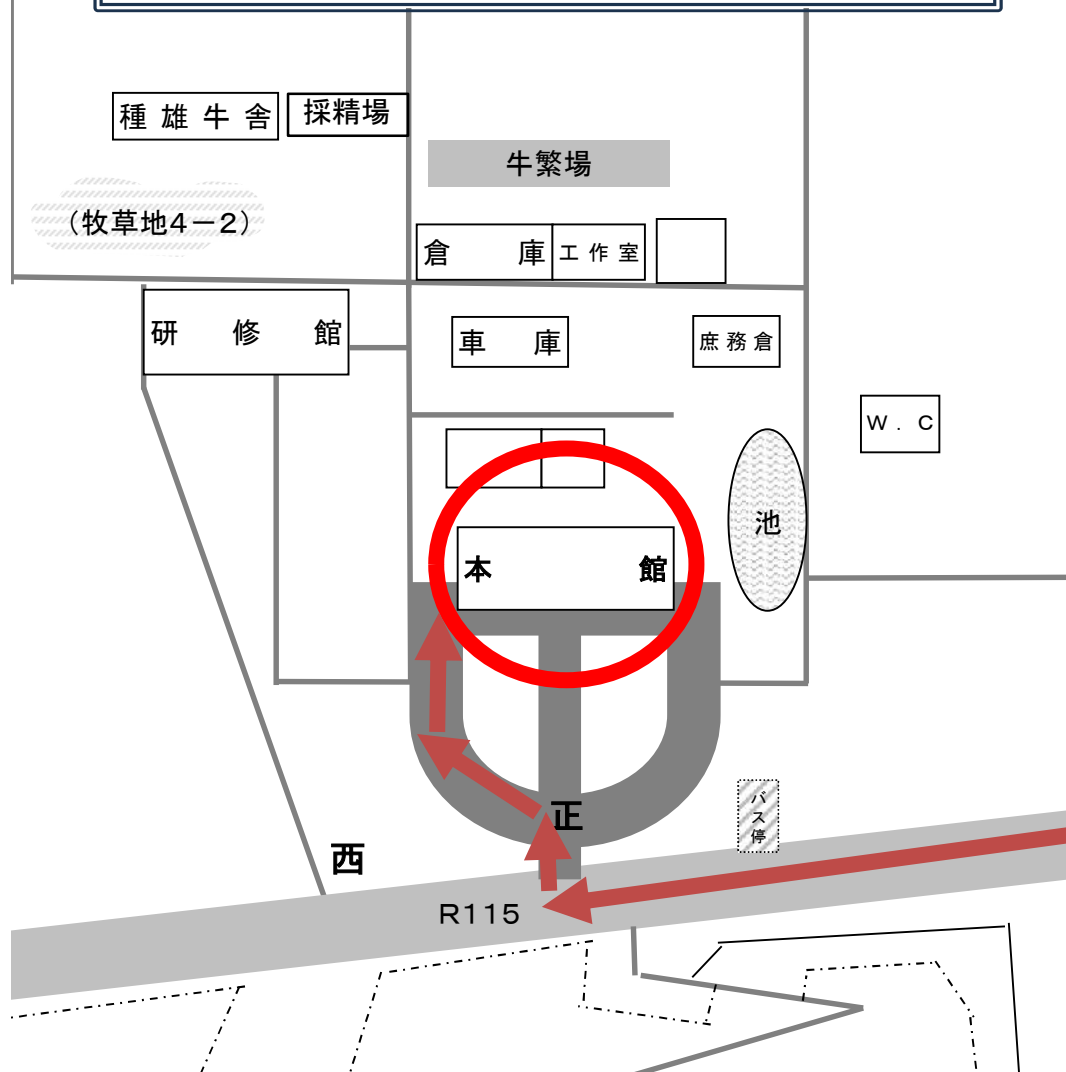 種雄牛舎
採精場
牛繁場
（牧草地4－2）
倉庫
工作室
研修館
車庫
庶務倉
W．C
本館
池
正
バス停
西
R115